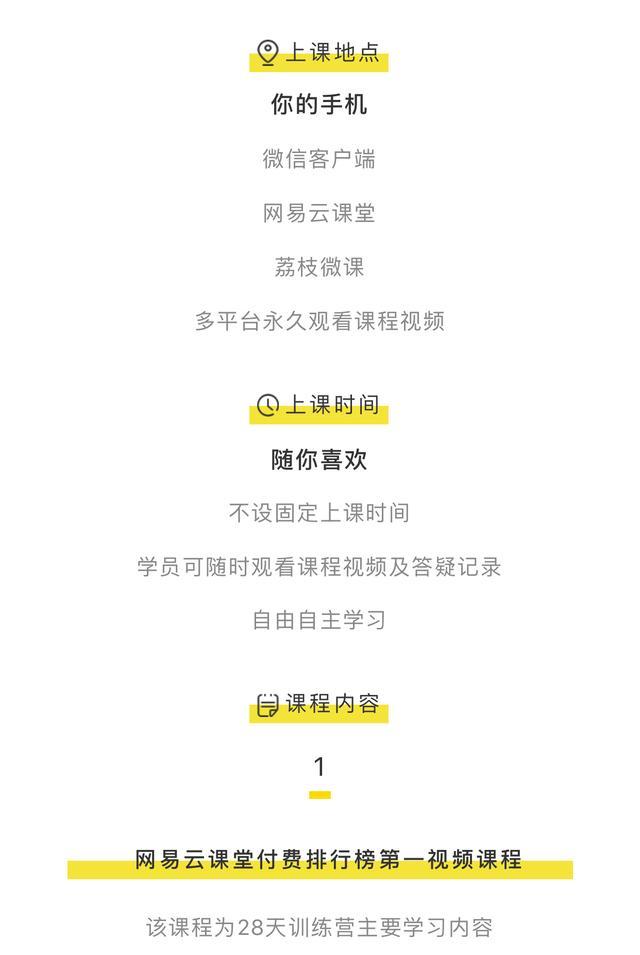 上课地点
你的手机
微信客户端
网易云课堂
荔枝微课
多平台永久观看课程视频
上课时间
随你喜欢
不设固定上课时间
学员可随时观看课程视频及答疑记录
自由自主学习
课程内容
1
网易云课堂付费排行榜第一视频课程
该课程为28天训练营主要学习内容